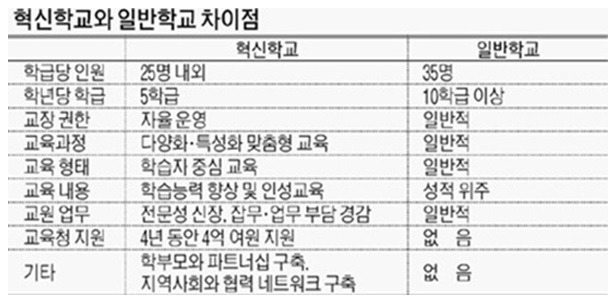 혁신학교와 일반학교 차이점
혁신학교 일반학교
학급당 인원 25명 내외 35명
학년당 학급 5학급 10학급 이상
교장 권한 자율 운영 일반적
교육과정 다양화·특성화 맞춤형 교육 일반적
교육 형태 학습자 중심 교육 일반적
교육 내용 학습능력 향상 및 인성교육 성적 위주
교원 업무 전문성 신장, 잡무·업무 부담 경감 일반적
교육청 지원 4년 동안 4억 여원 지원 없 음
기타 학부모와 파트너십 구축, 없 음
지역사회와 협력 네트워크 구축